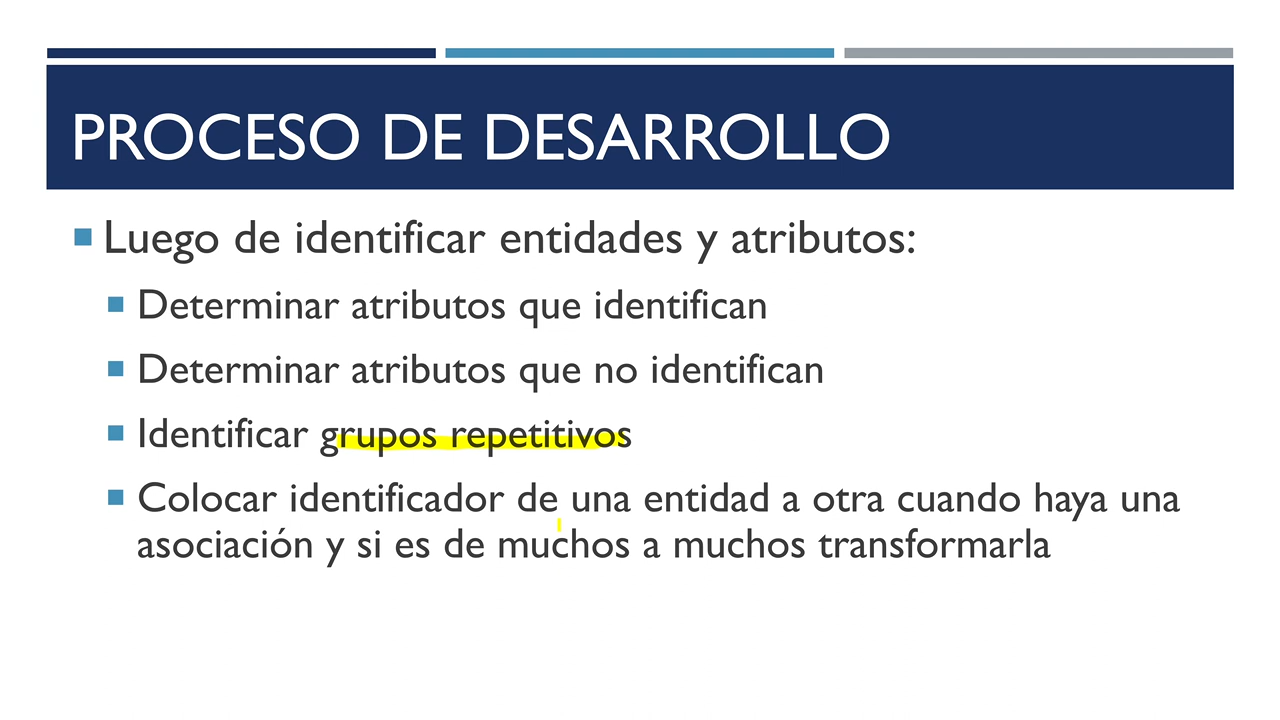 PROCESO DE DESARROLLO
Luego de identificar entidades y atributos:
Determinar atributos que identifican
Determinar atributos que no identifican
Identificar grupos repetitivos
Colocar identificador de una entidad a otra cuando haya una
asociación y si es de muchos a muchos transformarla